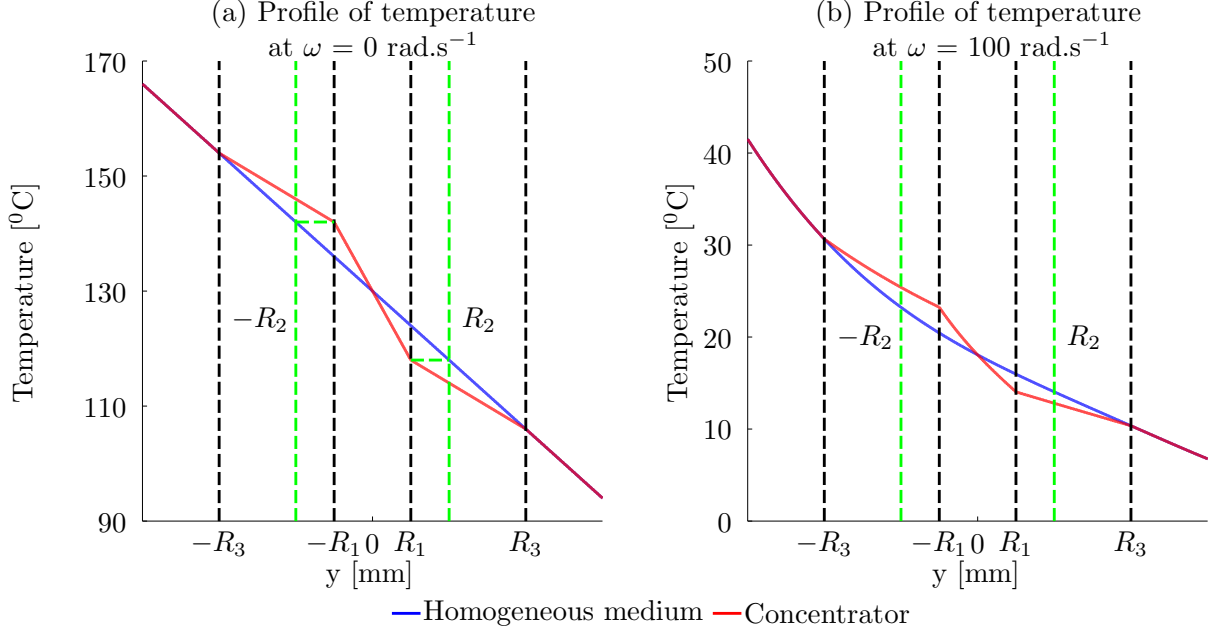 (a) Profile of temperature
at ω = 0 rad.s⁻¹
170
150
130
110
90
Temperature [⁰C]
−R₂
R₂
−R₃
−R₁
0
R₁
R₃
y [mm]
(b) Profile of temperature
at ω = 100 rad.s⁻¹
50
40
30
20
10
0
Temperature [⁰C]
−R₂
R₂
−R₃
−R₁
0
R₁
R₃
y [mm]
Homogeneous medium
Concentrator